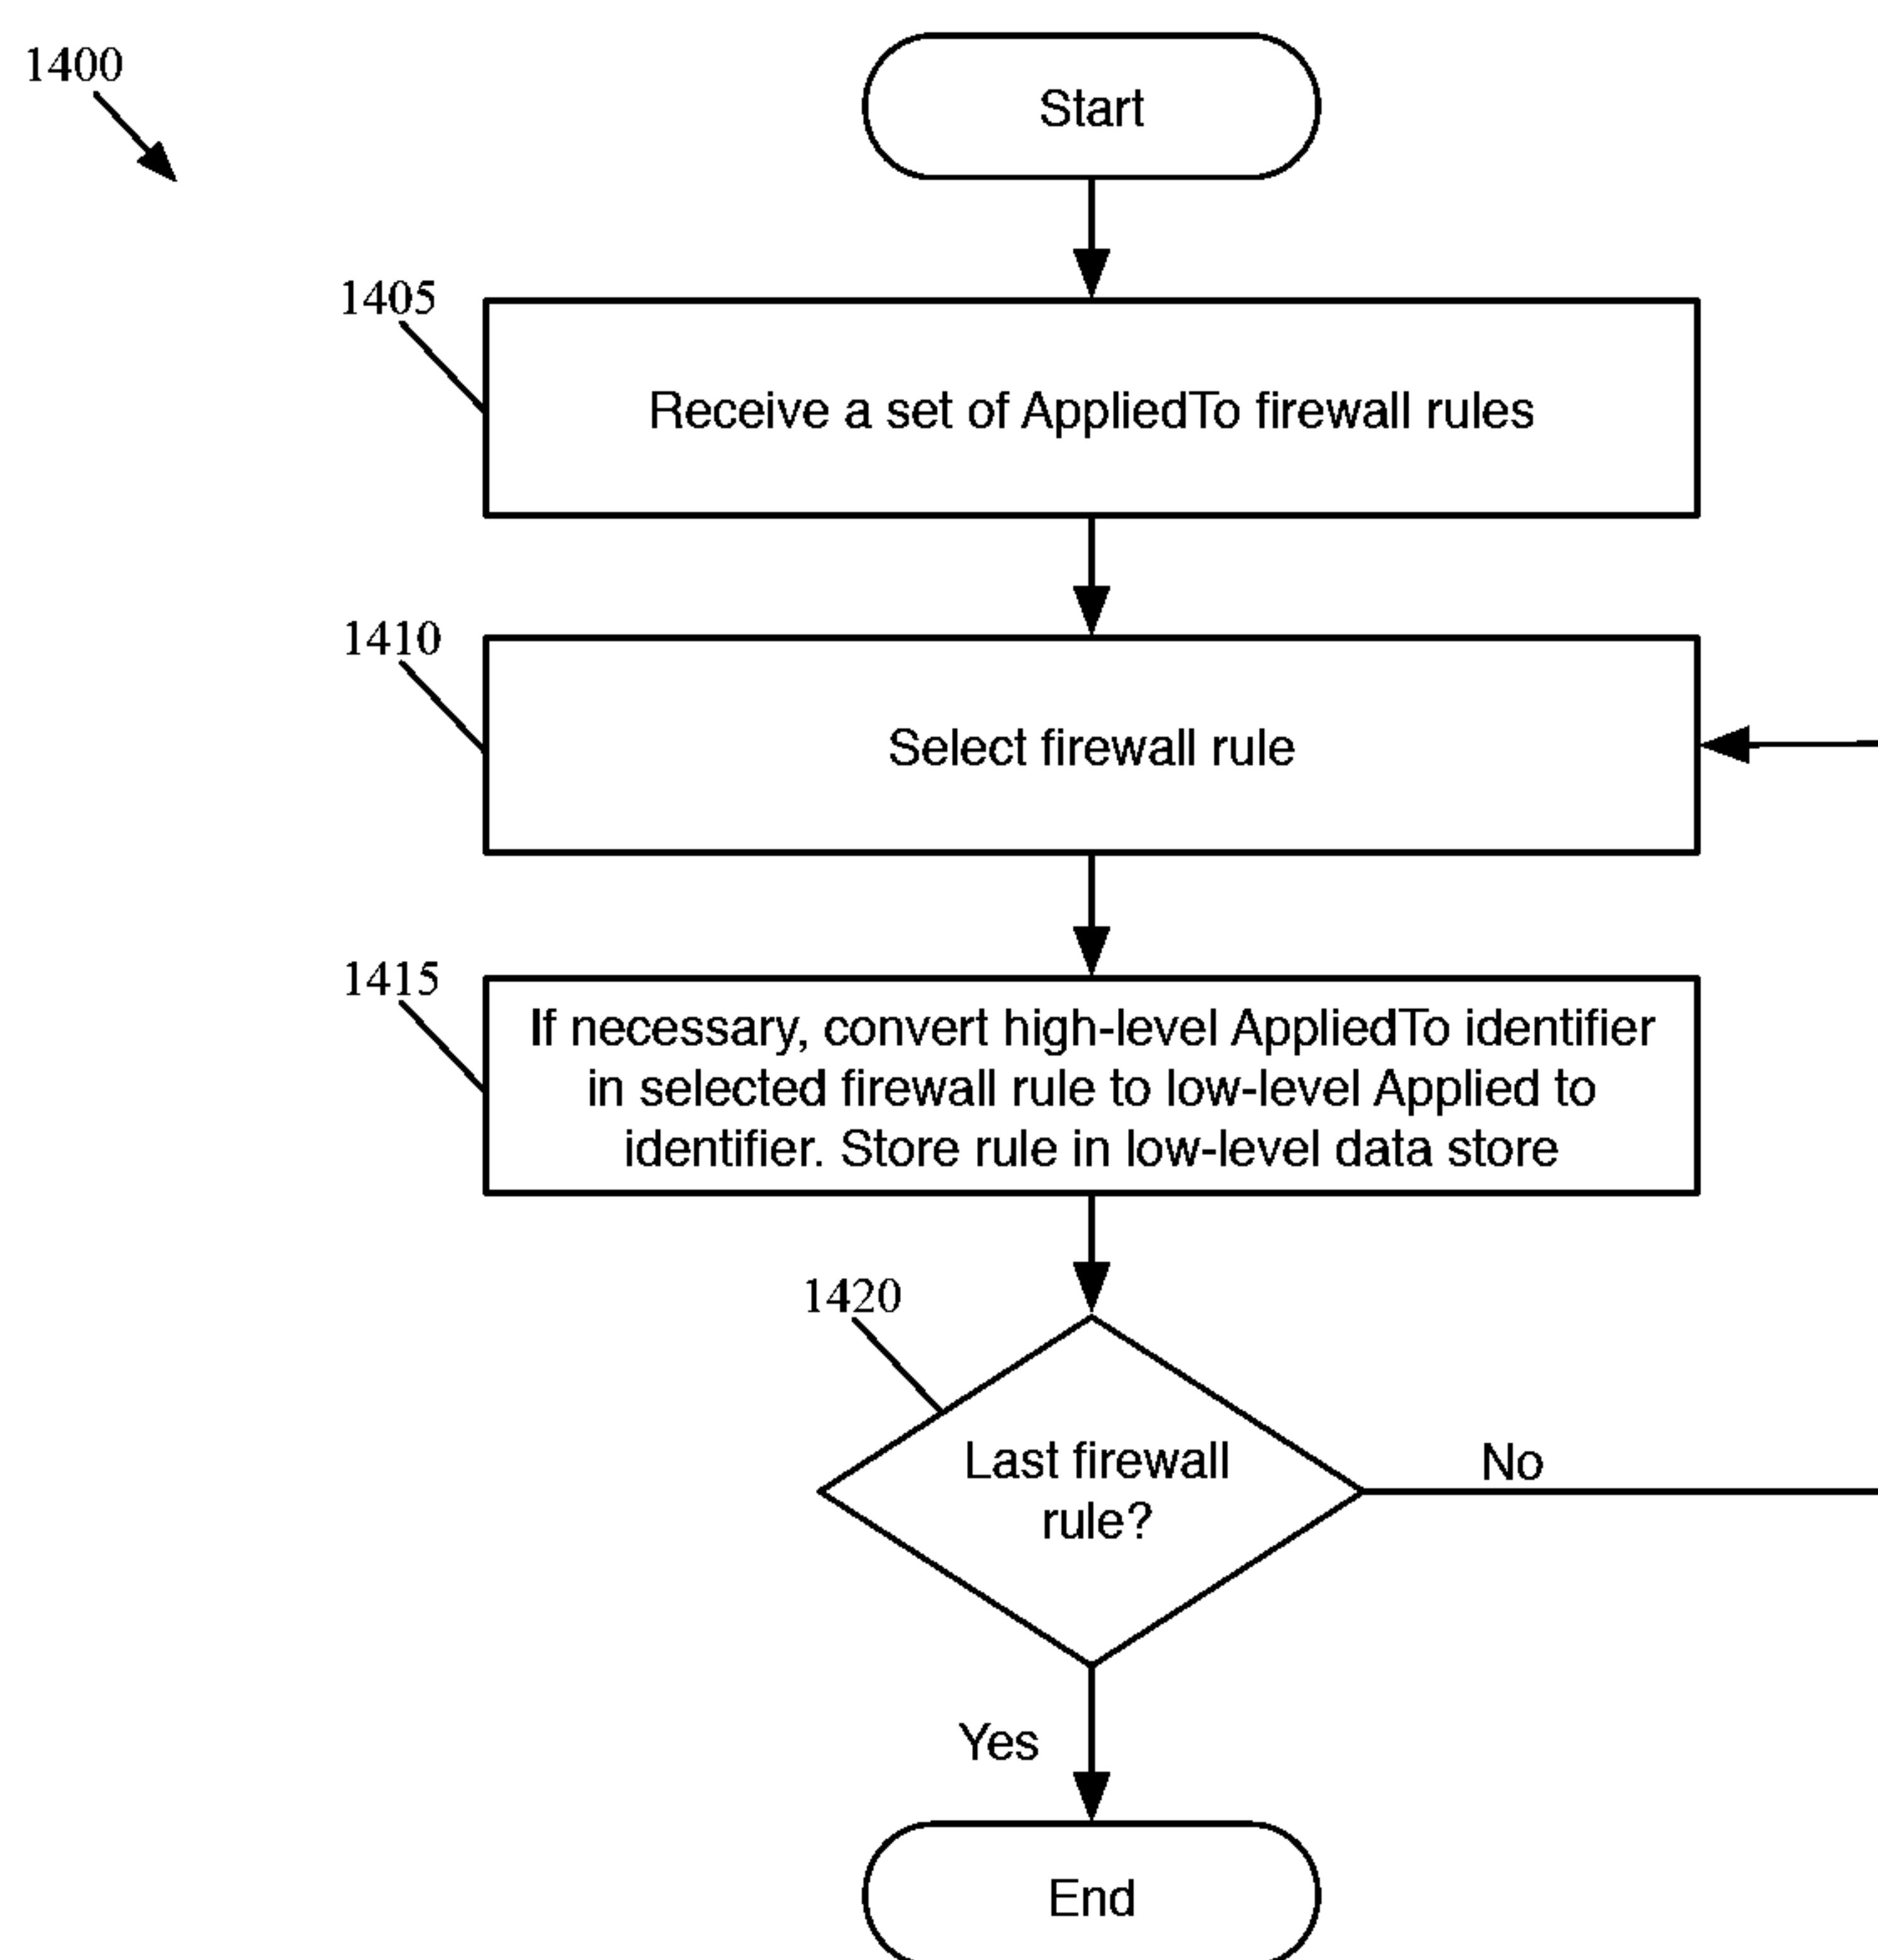 1400
Start
1405
Receive a set of AppliedTo firewall rules
1410
Select firewall rule
1415
If necessary, convert high-level AppliedTo identifier
in selected firewall rule to low-level Applied to
identifier. Store rule in low-level data store
1420
Last firewall
rule?
No
Yes
End